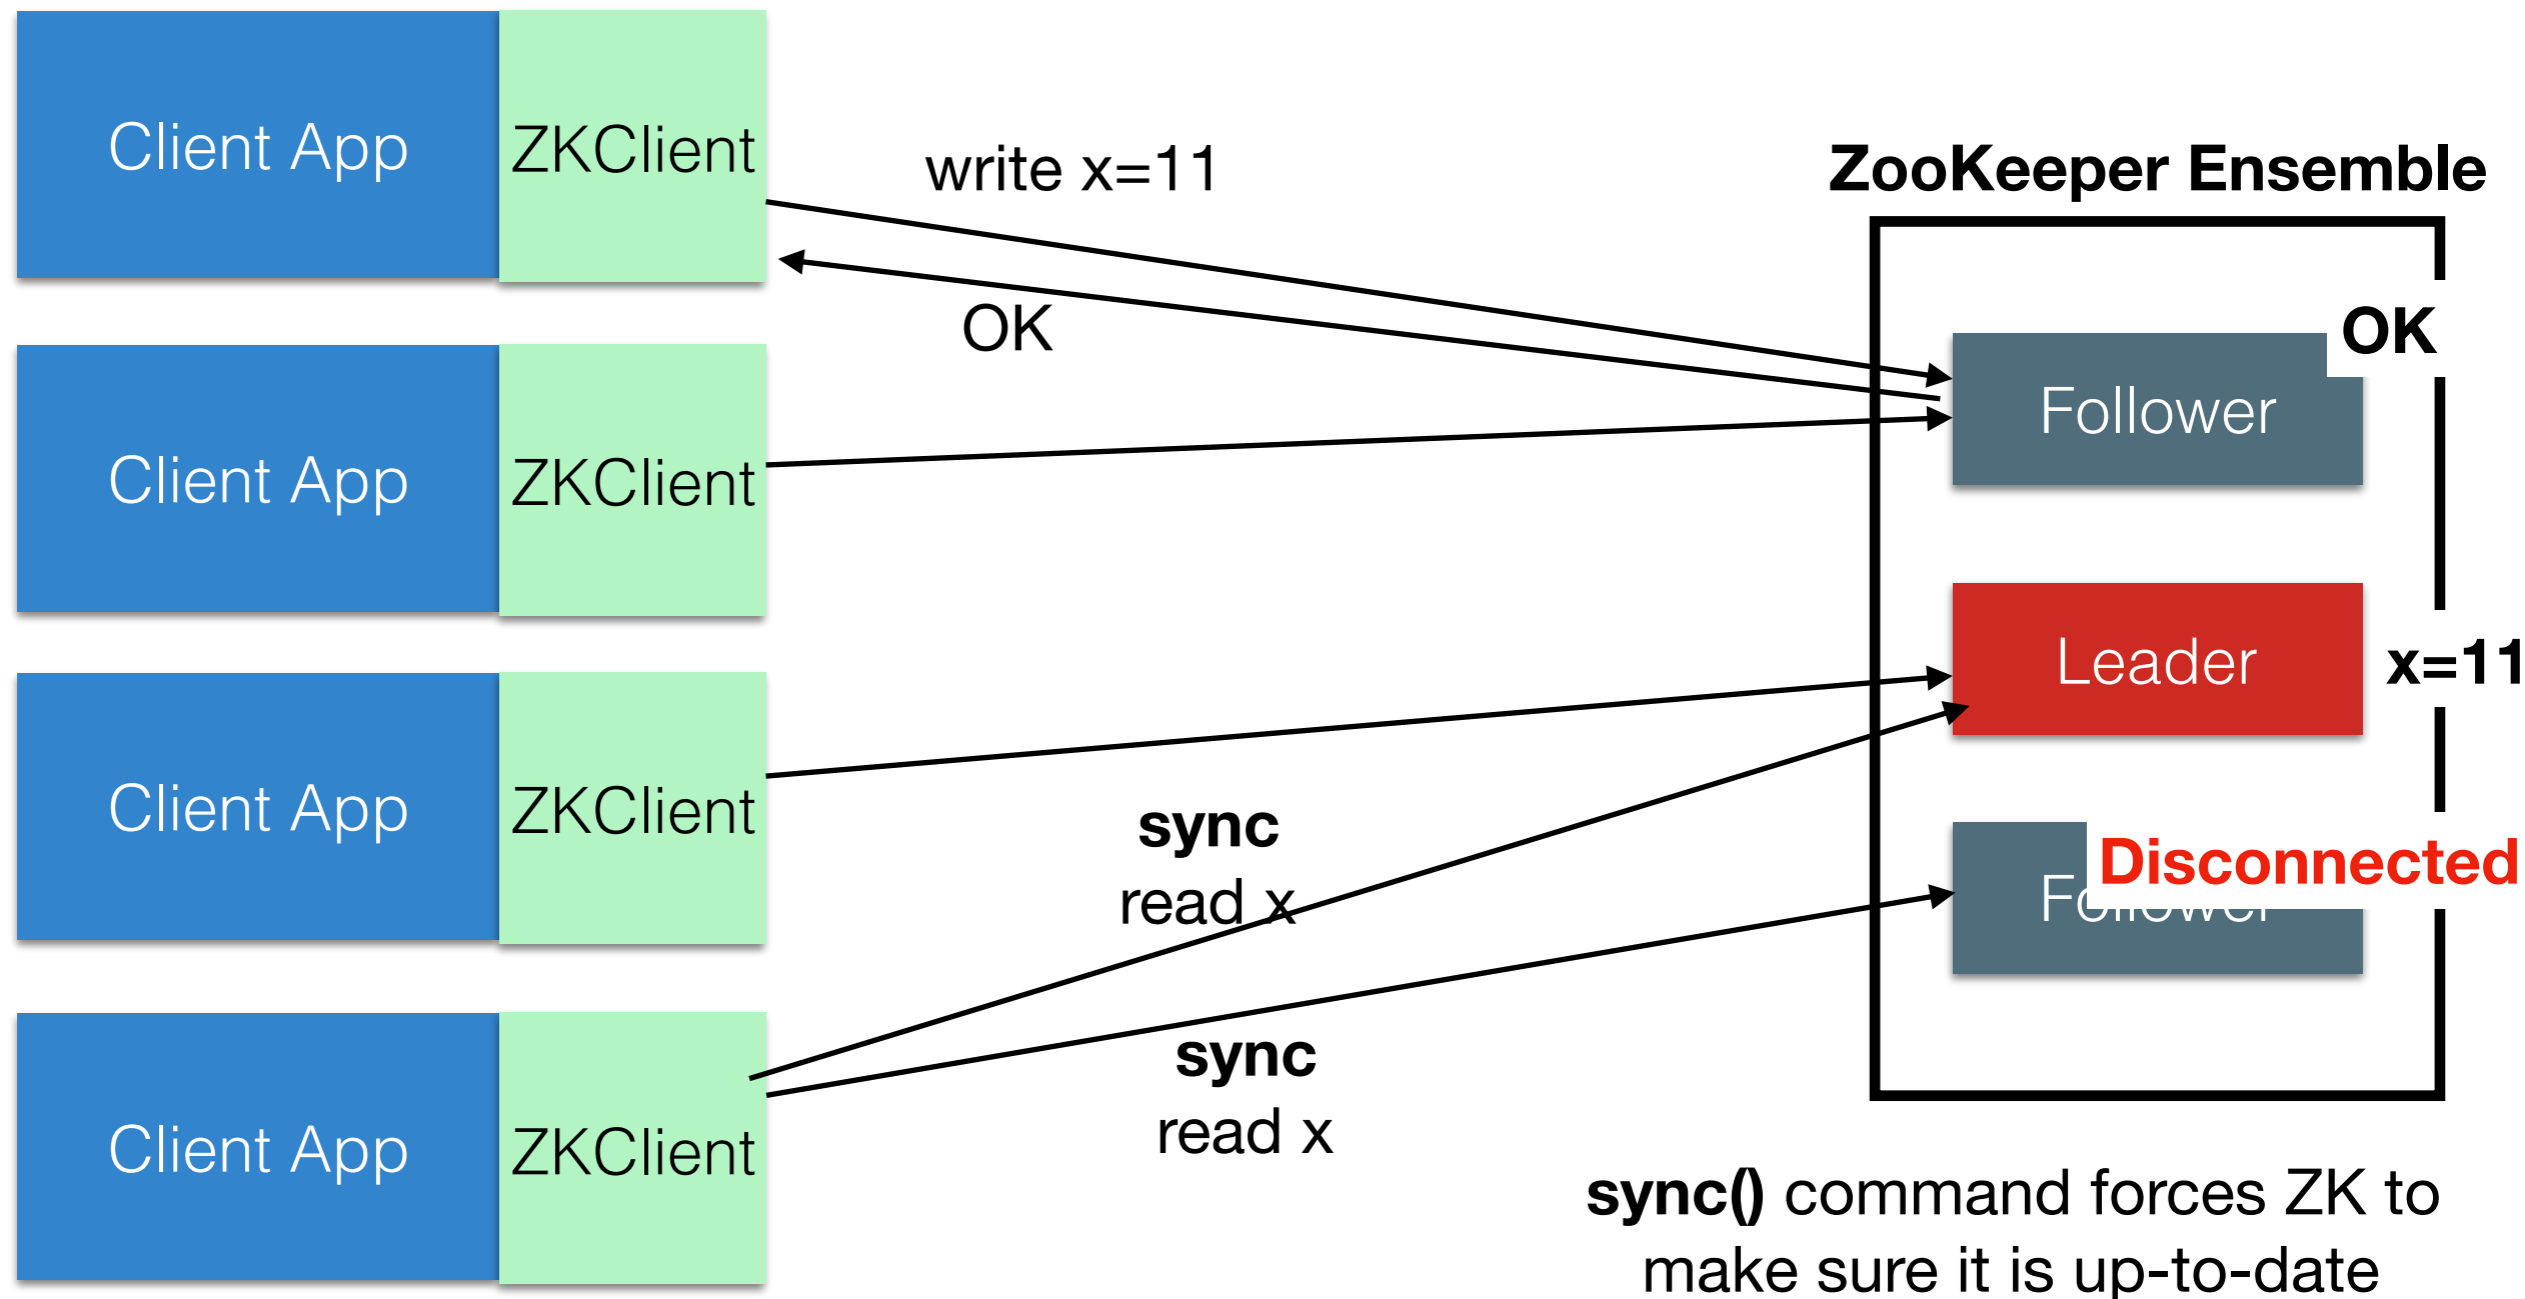 Client App
ZKClient
write x=11
OK
Client App
ZKClient
Client App
ZKClient
sync
read x
Client App
ZKClient
sync
read x
ZooKeeper Ensemble
OK
Follower
Leader
x=11
Disconnected
Follower
sync() command forces ZK to
make sure it is up-to-date